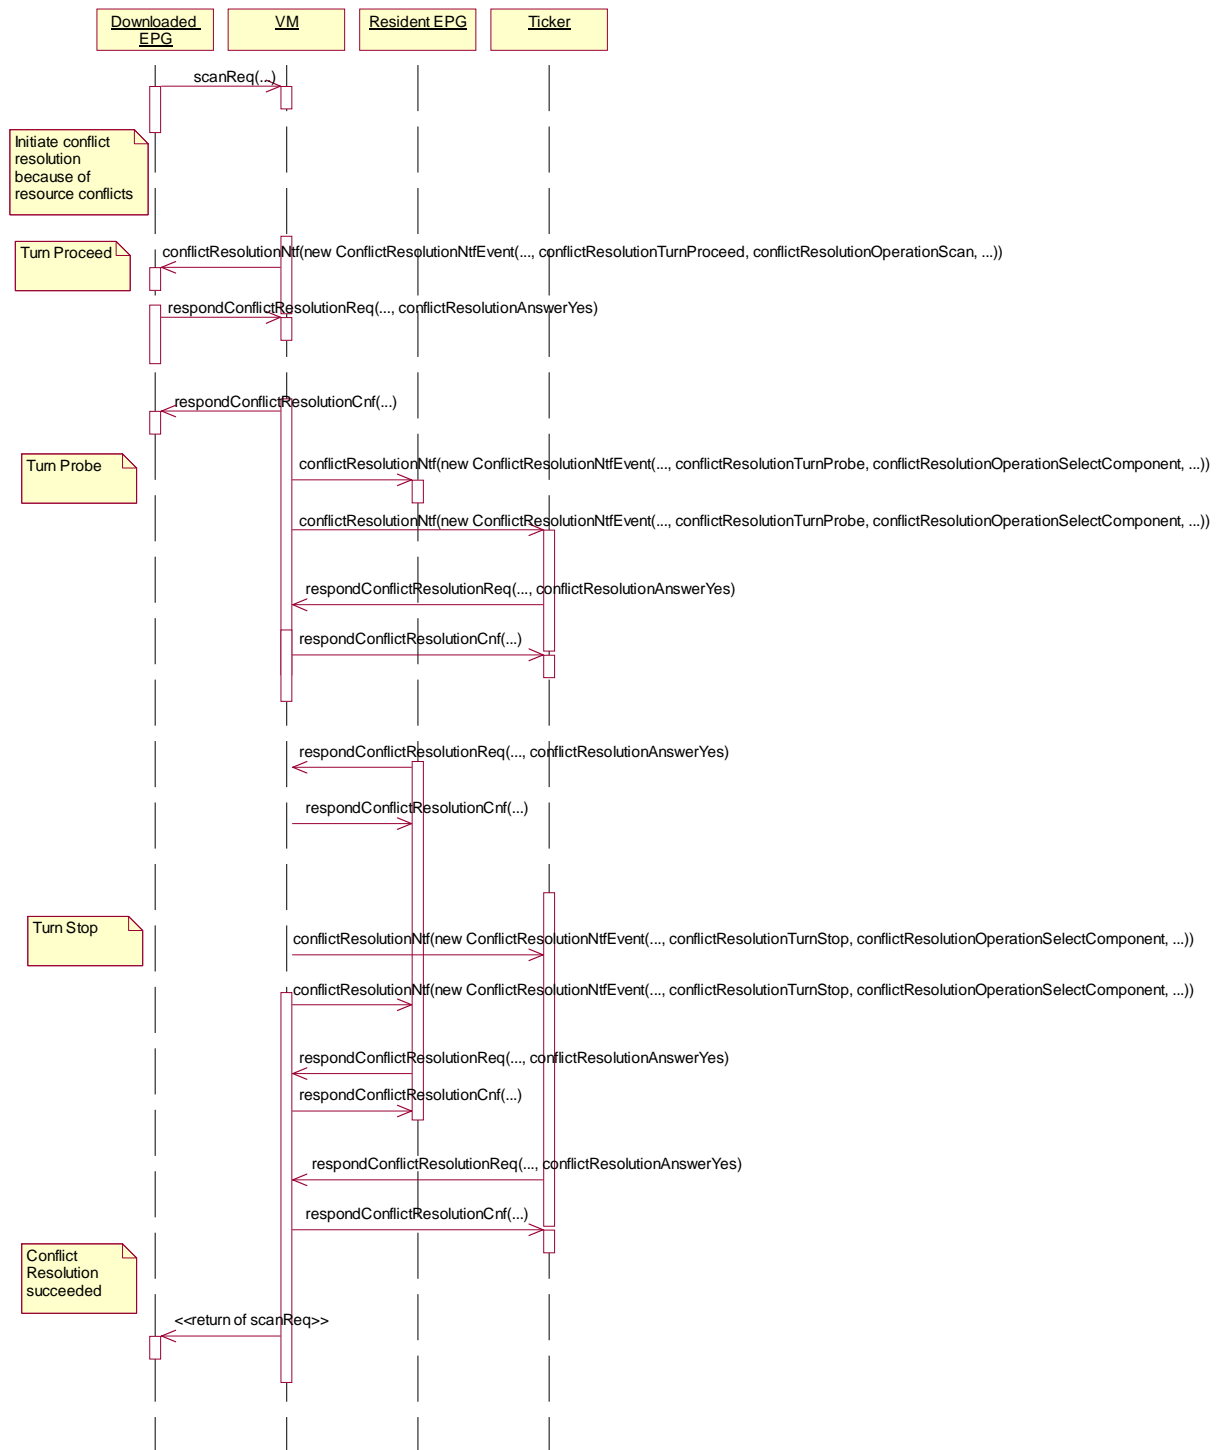 Downloaded
EPG
VM
Resident EPG
Ticker
scanReq(...)
Initiate conflict
resolution
because of
resource conflicts
Turn Proceed
conflictResolutionNtf(new ConflictResolutionNtfEvent(..., conflictResolutionTurnProceed, conflictResolutionOperationScan, ...))
respondConflictResolutionReq(..., conflictResolutionAnswerYes)
respondConflictResolutionCnf(...)
Turn Probe
conflictResolutionNtf(new ConflictResolutionNtfEvent(..., conflictResolutionTurnProbe, conflictResolutionOperationSelectComponent, ...))
conflictResolutionNtf(new ConflictResolutionNtfEvent(..., conflictResolutionTurnProbe, conflictResolutionOperationSelectComponent, ...))
respondConflictResolutionReq(..., conflictResolutionAnswerYes)
respondConflictResolutionCnf(...)
respondConflictResolutionReq(..., conflictResolutionAnswerYes)
respondConflictResolutionCnf(...)
Turn Stop
conflictResolutionNtf(new ConflictResolutionNtfEvent(..., conflictResolutionTurnStop, conflictResolutionOperationSelectComponent, ...))
conflictResolutionNtf(new ConflictResolutionNtfEvent(..., conflictResolutionTurnStop, conflictResolutionOperationSelectComponent, ...))
respondConflictResolutionReq(..., conflictResolutionAnswerYes)
respondConflictResolutionCnf(...)
respondConflictResolutionReq(..., conflictResolutionAnswerYes)
respondConflictResolutionCnf(...)
Conflict
Resolution
succeeded
<<return of scanReq>>